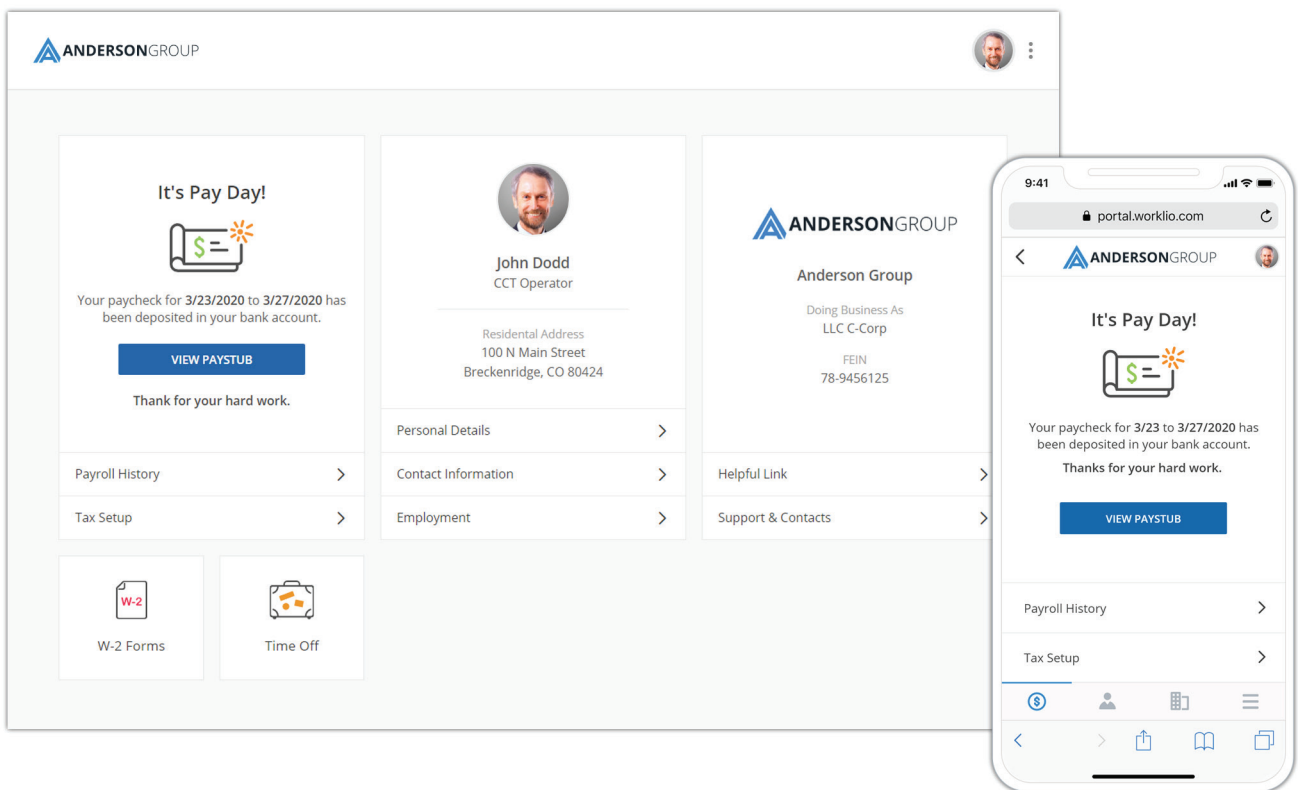 ANDERSONGROUP
It's Pay Day!
$
Your paycheck for 3/23/2020 to 3/27/2020 has
been deposited in your bank account.
VIEW PAYSTUB
Thank for your hard work.
Payroll History
Tax Setup
John Dodd
CCT Operator
Residental Address
100 N Main Street
Breckenridge, CO 80424
Personal Details
Contact Information
Employment
ANDERSONGROUP
Anderson Group
Doing Business As
LLC C-Corp
FEIN
78-9456125
Helpful Link
Support & Contacts
W-2
W-2 Forms
Time Off
9:41
portal.worklio.com
ANDERSONGROUP
It's Pay Day!
$
Your paycheck for 3/23 to 3/27/2020 has
been deposited in your bank account.
Thanks for your hard work.
VIEW PAYSTUB
Payroll History
Tax Setup
$